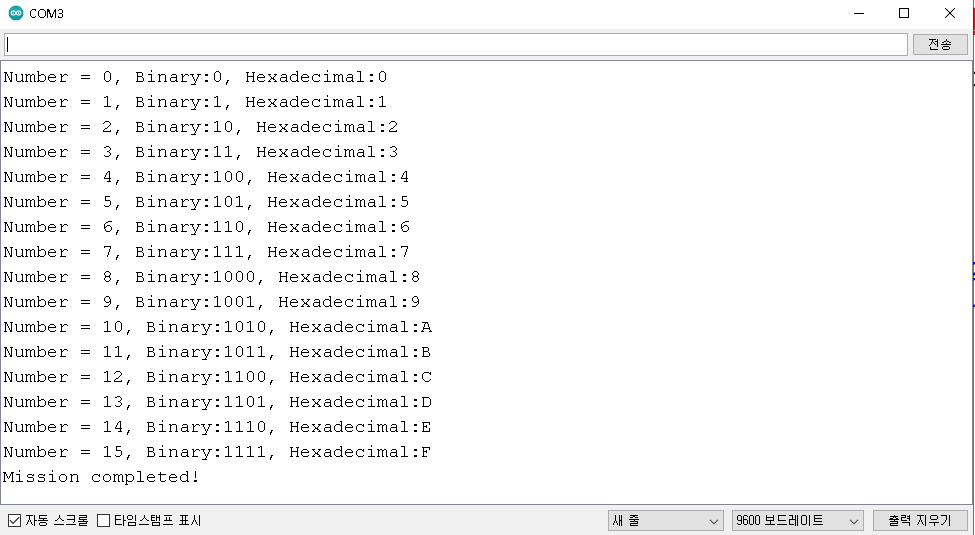 COM3
전송
Number = 0, Binary:0, Hexadecimal:0
Number = 1, Binary:1, Hexadecimal:1
Number = 2, Binary:10, Hexadecimal:2
Number = 3, Binary:11, Hexadecimal:3
Number = 4, Binary:100, Hexadecimal:4
Number = 5, Binary:101, Hexadecimal:5
Number = 6, Binary:110, Hexadecimal:6
Number = 7, Binary:111, Hexadecimal:7
Number = 8, Binary:1000, Hexadecimal:8
Number = 9, Binary:1001, Hexadecimal:9
Number = 10, Binary:1010, Hexadecimal:A
Number = 11, Binary:1011, Hexadecimal:B
Number = 12, Binary:1100, Hexadecimal:C
Number = 13, Binary:1101, Hexadecimal:D
Number = 14, Binary:1110, Hexadecimal:E
Number = 15, Binary:1111, Hexadecimal:F
Mission completed!
자동 스크롤 타임스탬프 표시 새 줄 9600 보드레이트 출력 지우기